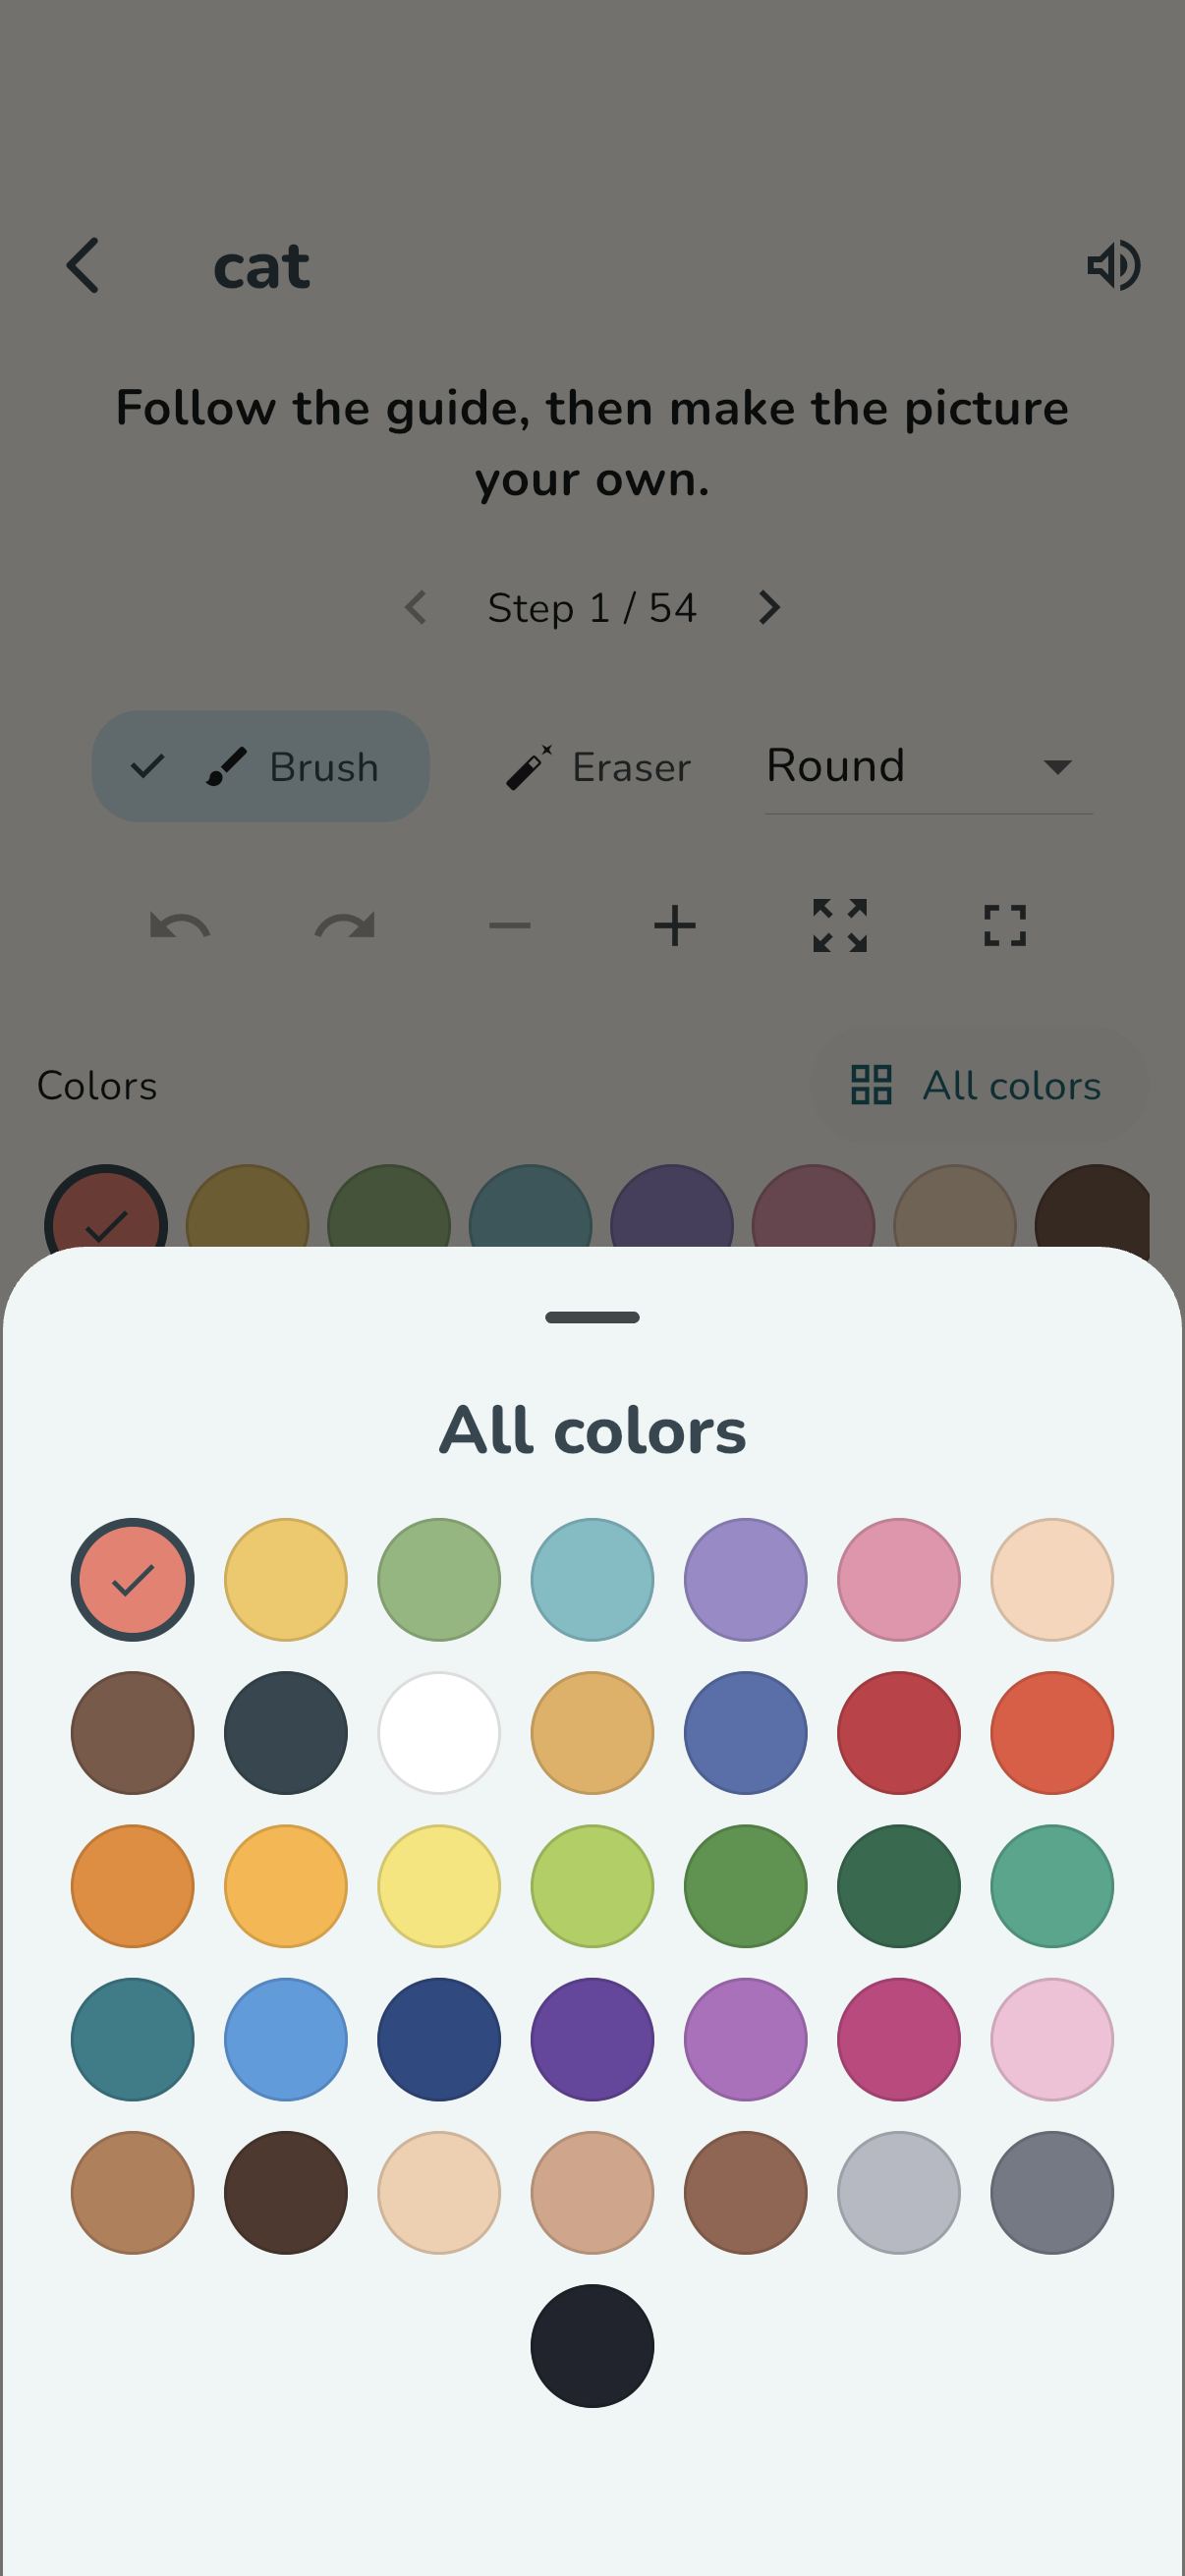 cat
Follow the guide, then make the picture
your own.
Step 1 / 54
Brush
Eraser
Round
Colors
All colors
All colors